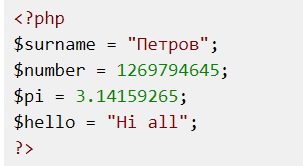 <?php
$surname = "Петров";
$number = 1269794645;
$pi = 3.14159265;
$hello = "Hi all";
?>